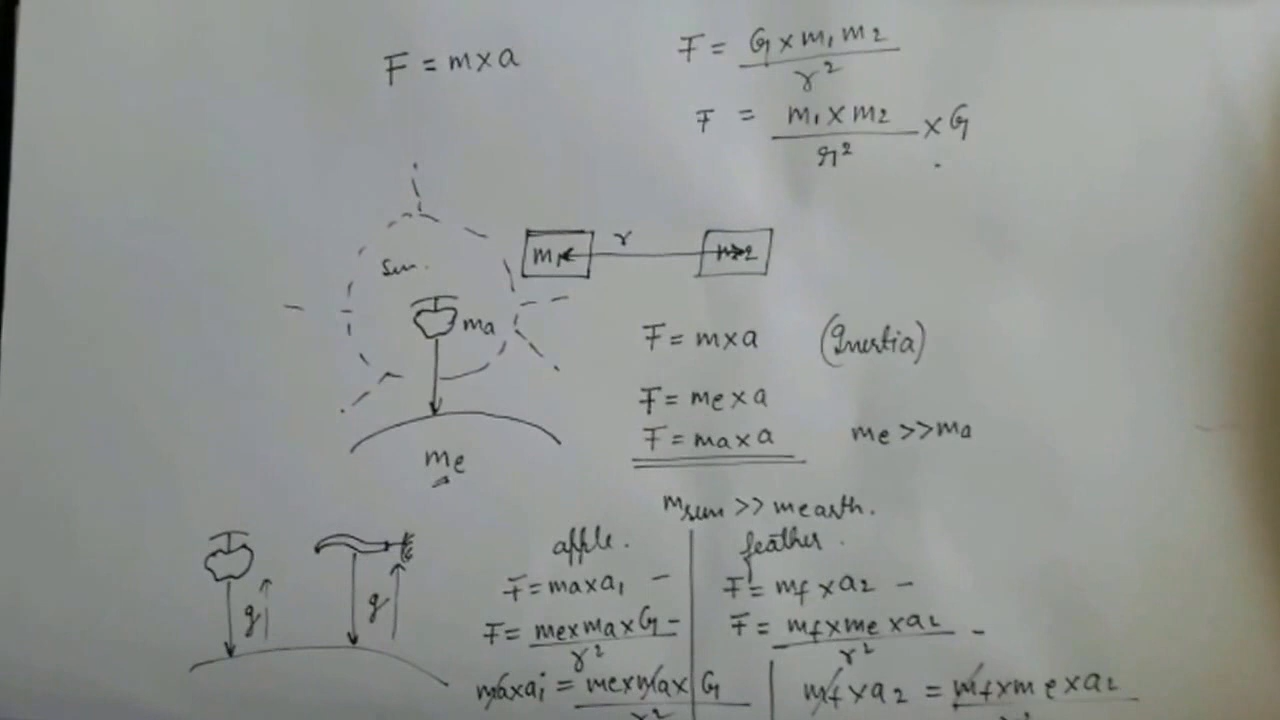 F = m×a
F = G×m₁m₂ / r²
F = m₁×m₂ / r² × G
Sun.
m₁ r m2
ma
F = m×a (Inertia)
F = me×a
F = ma×a me >> ma
me
msun >> mearth.
apple. feather.
F = ma×a₁ – F = mf×a2 –
g g
F = me×ma×G / r² – F = mf×me×a2 / r² –
ma×a₁ = me×ma×G / r² mf×a2 = mf×me×a2